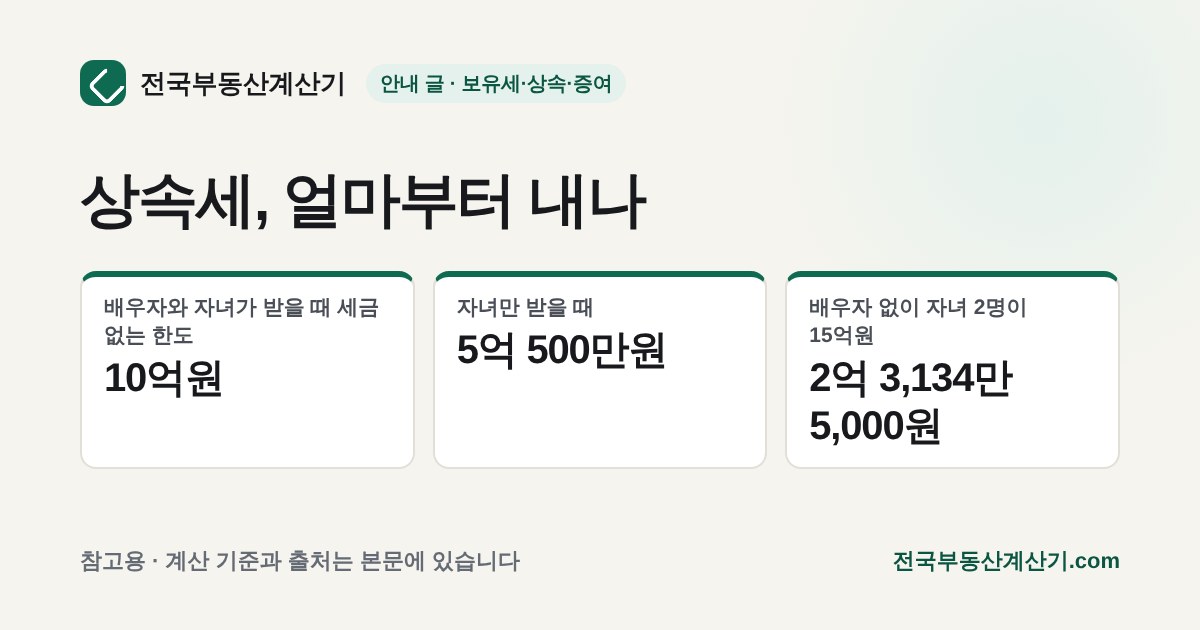 전국부동산계산기
안내 글 · 보유세·상속·증여
상속세, 얼마부터 내나
배우자와 자녀가 받을 때 세금
없는 한도
10억원
자녀만 받을 때
5억 500만원
배우자 없이 자녀 2명이
15억원
2억 3,134만
5,000원
참고용 · 계산 기준과 출처는 본문에 있습니다
전국부동산계산기.com